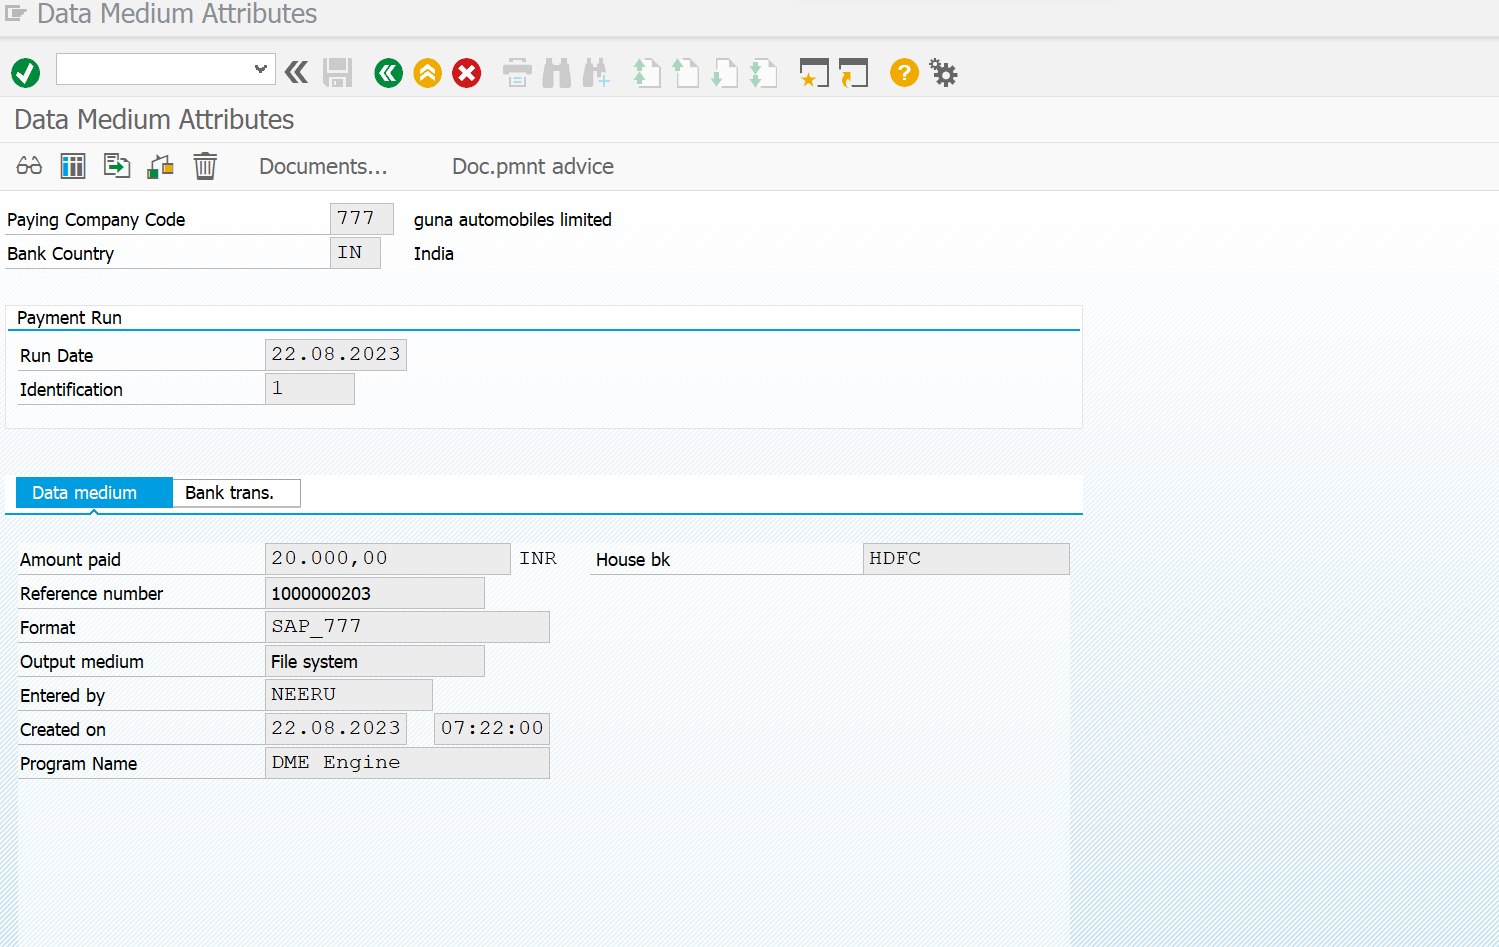 Data Medium Attributes
Data Medium Attributes
Documents... Doc.pmnt advice
Paying Company Code 777 guna automobiles limited
Bank Country IN India
Payment Run
Run Date 22.08.2023
Identification 1
Data medium Bank trans.
Amount paid 20.000,00 INR House bk HDFC
Reference number 1000000203
Format SAP_777
Output medium File system
Entered by NEERU
Created on 22.08.2023 07:22:00
Program Name DME Engine